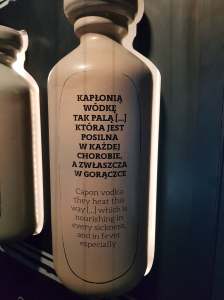 KAPŁONIĄ
WÓDKĘ
TAK PALĄ [...]
KTÓRA JEST
POSILNA
W KAŻDEJ
CHOROBIE,
A ZWŁASZCZA
W GORĄCZCE
Capon vodka
they heat this
way [...] which is
nourishing in
every sickness,
and in fever
especially